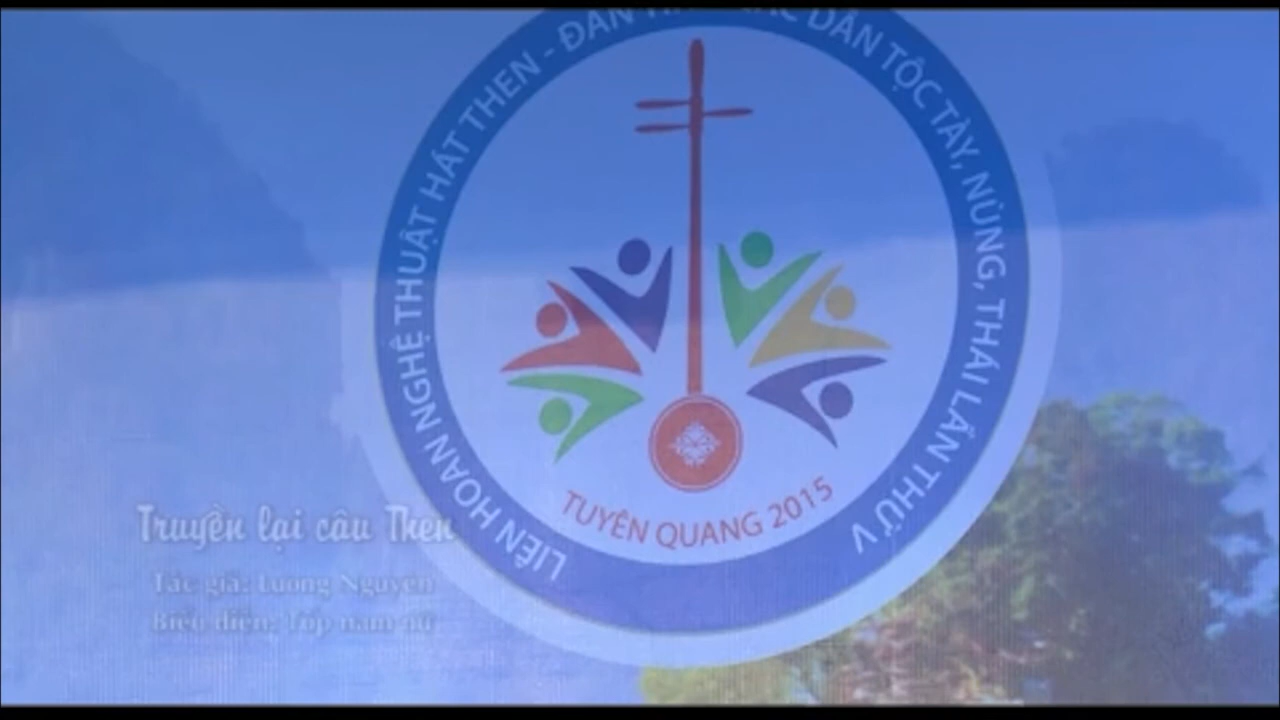 LIÊN HOAN NGHỆ THUẬT HÁT THEN - ĐÀN TÍNH CÁC DÂN TỘC TÀY, NÙNG, THÁI LẦN THỨ V
TUYÊN QUANG 2015
Truyền lại câu Then
Tác giả: Lương Nguyên
Biểu diễn: Tốp nam nữ